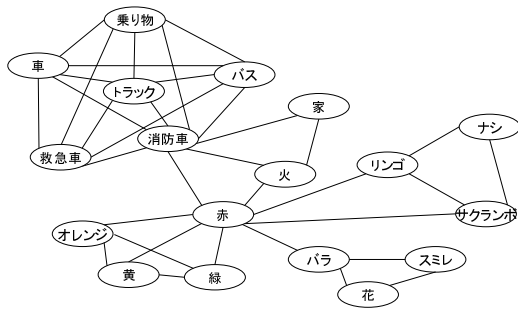 乗り物
車
バス
トラック
家
消防車
ナシ
救急車
リンゴ
火
赤
サクランボ
オレンジ
バラ
スミレ
黄
緑
花